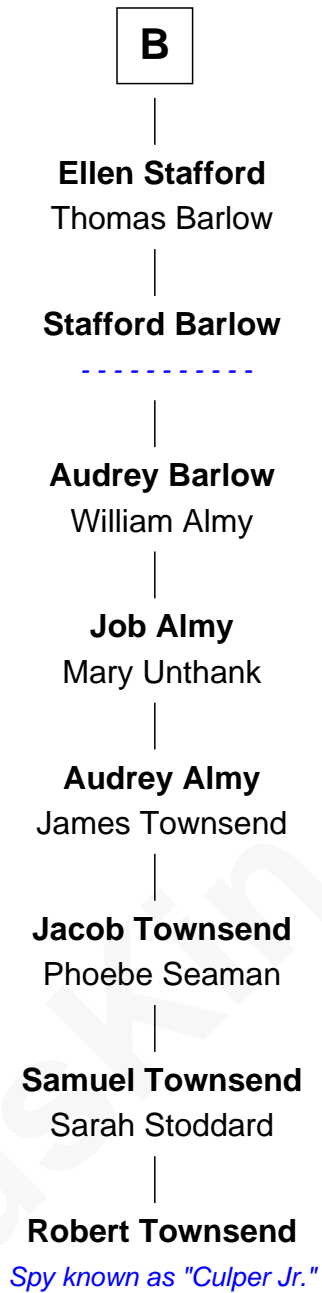 B
Ellen Stafford
Thomas Barlow
Stafford Barlow
- - - - - - - - - - -
Audrey Barlow
William Almy
Job Almy
Mary Unthank
Audrey Almy
James Townsend
Jacob Townsend
Phoebe Seaman
Samuel Townsend
Sarah Stoddard
Robert Townsend
Spy known as "Culper Jr."